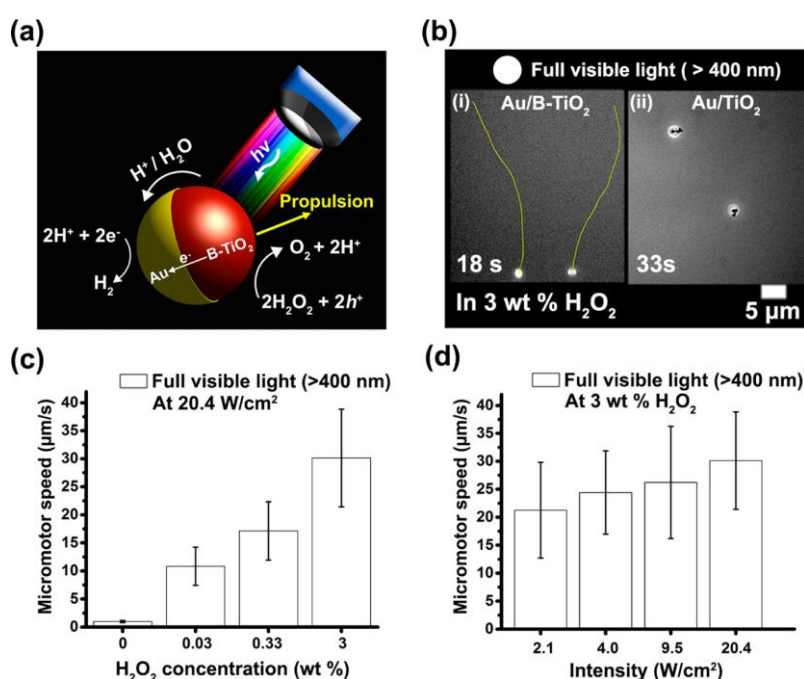 (a)
hν
H⁺ / H₂O
Propulsion
2H⁺ + 2e⁻
H₂
Au
e⁻
B-TiO₂
O₂ + 2H⁺
2H₂O₂ + 2h⁺
(b)
Full visible light ( > 400 nm)
(i)
Au/B-TiO₂
(ii)
Au/TiO₂
18 s
33s
In 3 wt % H₂O₂
5 µm
(c)
Full visible light (>400 nm)
At 20.4 W/cm²
Micromotor speed (µm/s)
40
35
30
25
20
15
10
5
0
0 0.03 0.33 3
H₂O₂ concentration (wt %)
(d)
Full visible light (>400 nm)
At 3 wt % H₂O₂
Micromotor speed (µm/s)
40
35
30
25
20
15
10
5
0
2.1 4.0 9.5 20.4
Intensity (W/cm²)